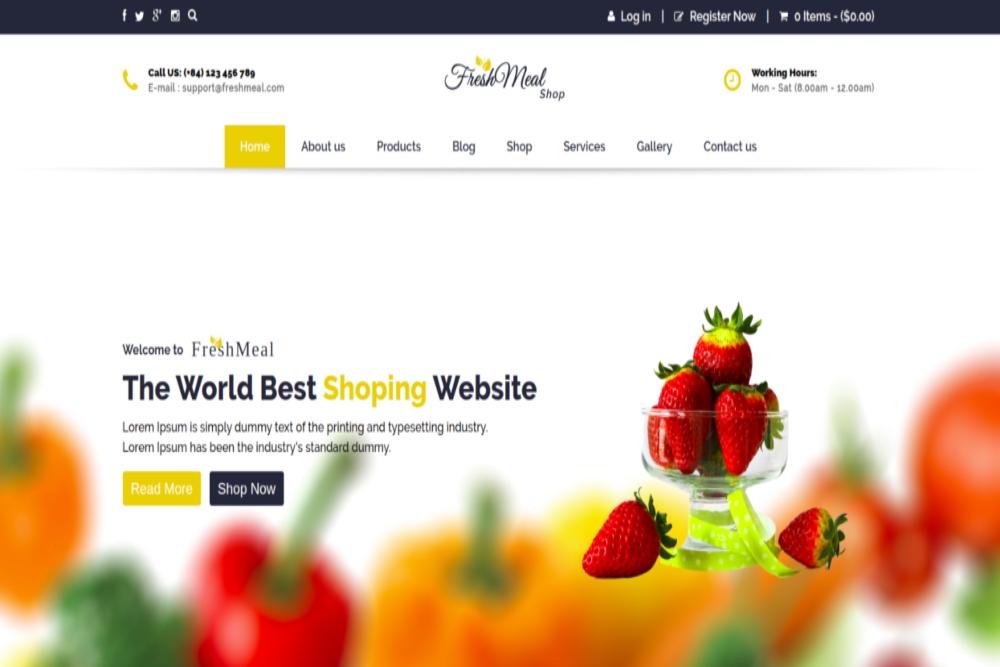 Log in | Register Now | 0 Items - ($0.00)
Call US: (+84) 123 456 789
E-mail : support@freshmeal.com
FreshMeal
Shop
Working Hours:
Mon - Sat (8.00am - 12.00am)
Home About us Products Blog Shop Services Gallery Contact us
Welcome to FreshMeal
The World Best Shoping Website
Lorem Ipsum is simply dummy text of the printing and typesetting industry.
Lorem Ipsum has been the industry's standard dummy.
Read More Shop Now